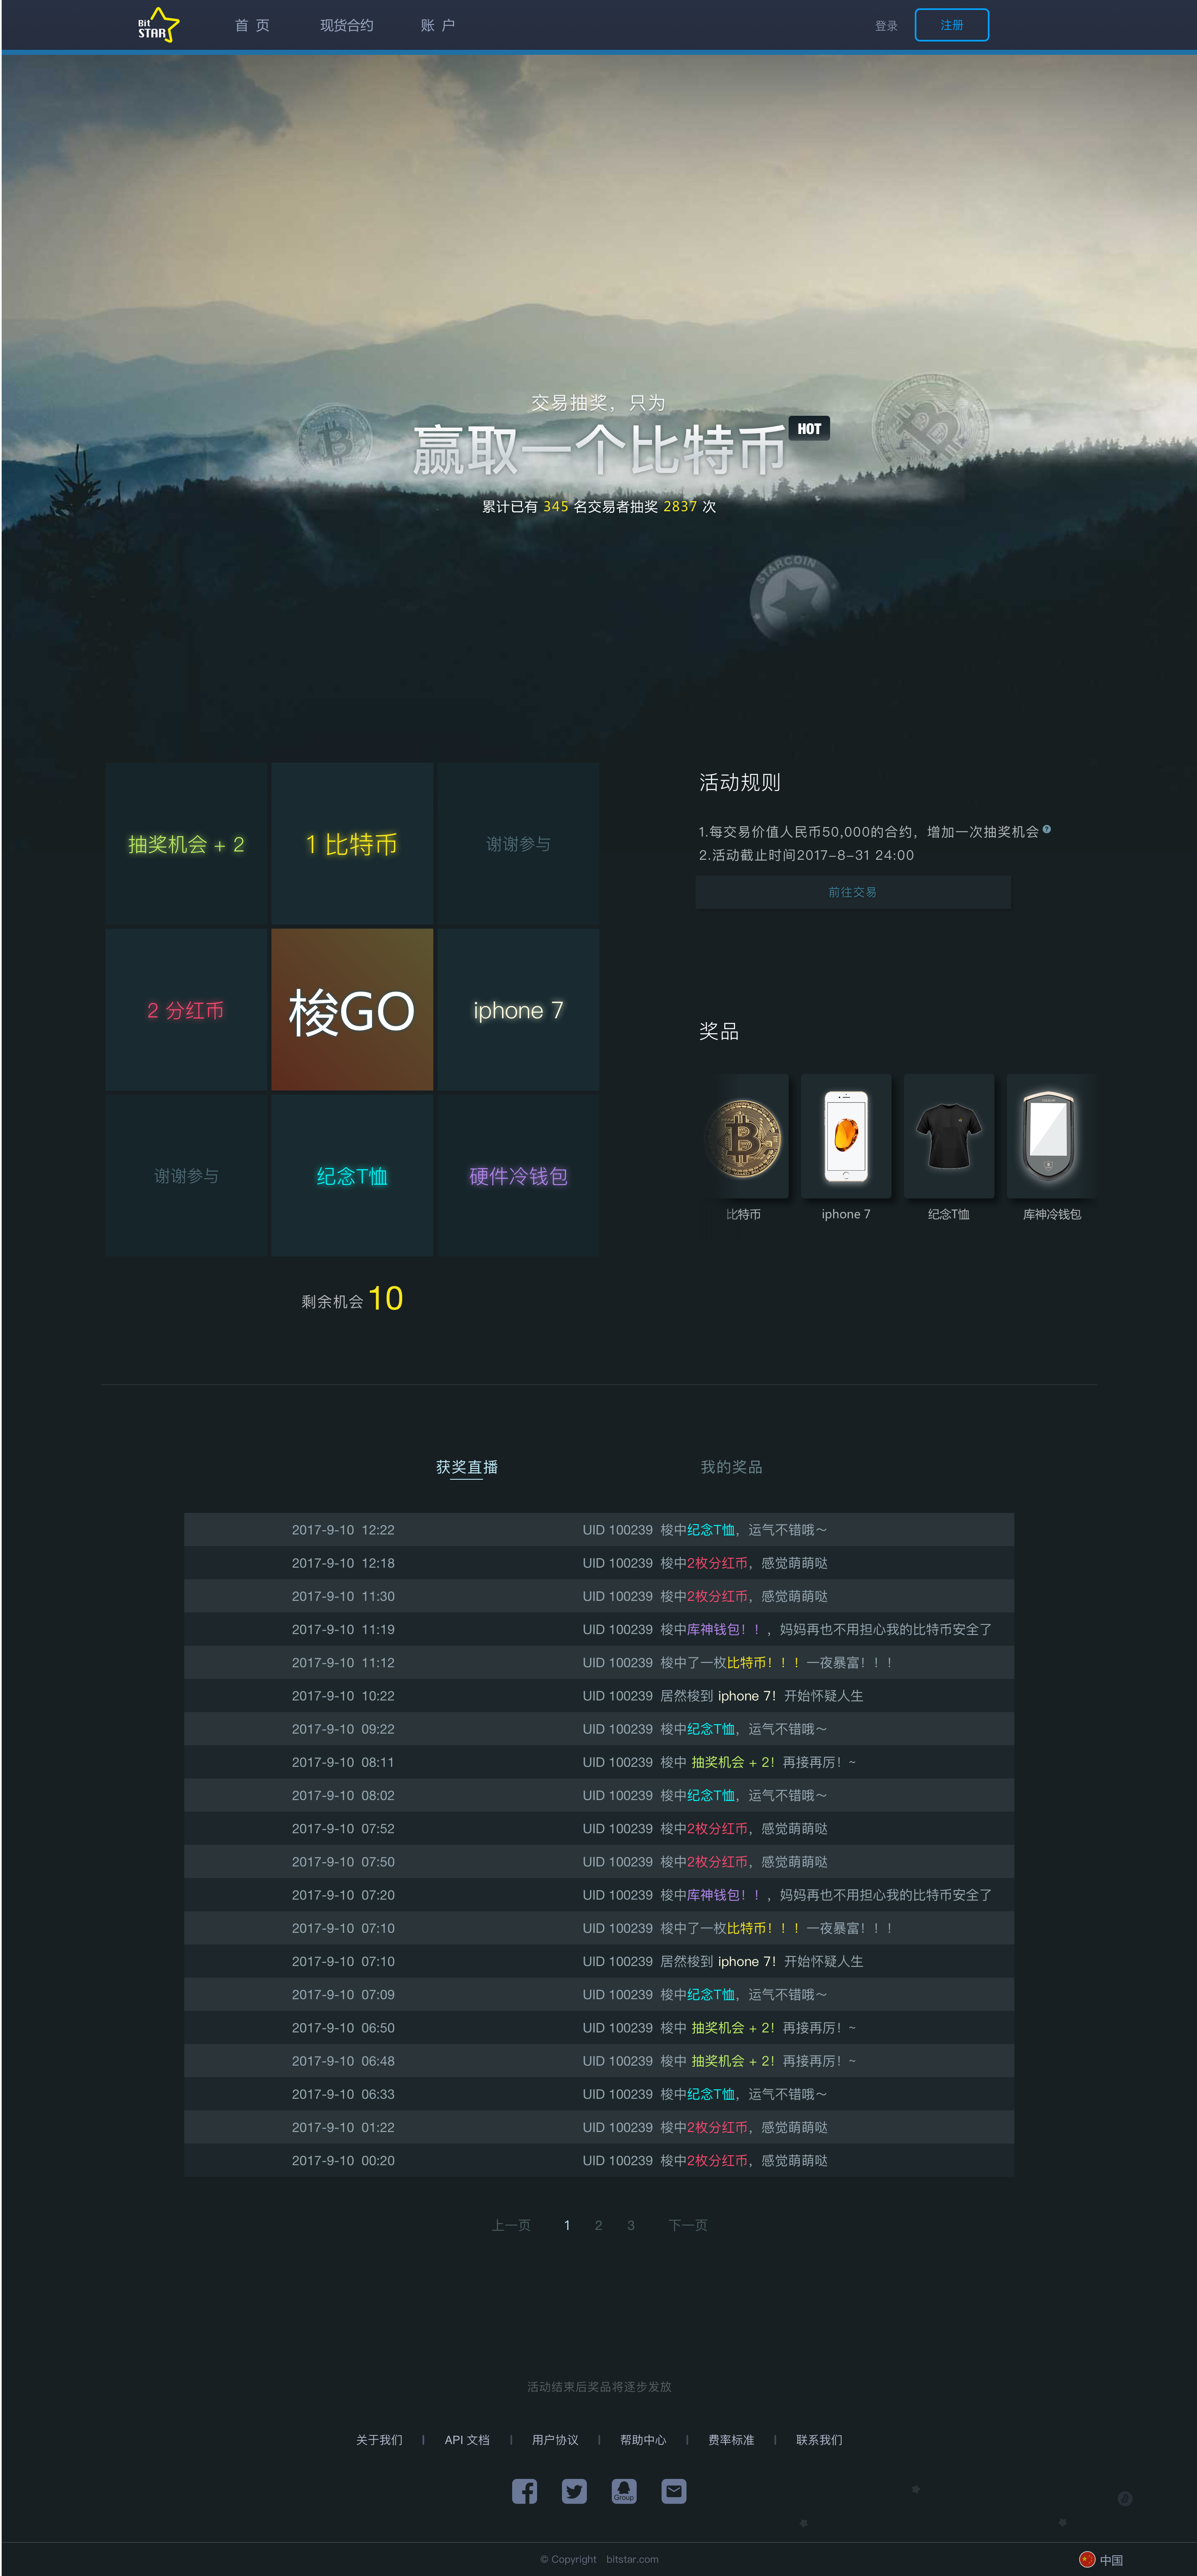 Bit
STAR
首 页
现货合约
账 户
登录
注册
交易抽奖，只为
赢取一个比特币
HOT
累计已有 345 名交易者抽奖 2837 次
STARCOIN
抽奖机会 + 2
1 比特币
谢谢参与
2 分红币
梭GO
iphone 7
谢谢参与
纪念T恤
硬件冷钱包
剩余机会 10
活动规则
1.每交易价值人民币50,000的合约，增加一次抽奖机会 ?
2.活动截止时间2017-8-31 24:00
前往交易
奖品
比特币
iphone 7
纪念T恤
库神冷钱包
获奖直播
我的奖品
2017-9-10 12:22 UID 100239 梭中纪念T恤，运气不错哦～
2017-9-10 12:18 UID 100239 梭中2枚分红币，感觉萌萌哒
2017-9-10 11:30 UID 100239 梭中2枚分红币，感觉萌萌哒
2017-9-10 11:19 UID 100239 梭中库神钱包！！，妈妈再也不用担心我的比特币安全了
2017-9-10 11:12 UID 100239 梭中了一枚比特币！！！一夜暴富！！！
2017-9-10 10:22 UID 100239 居然梭到 iphone 7！开始怀疑人生
2017-9-10 09:22 UID 100239 梭中纪念T恤，运气不错哦～
2017-9-10 08:11 UID 100239 梭中 抽奖机会 + 2！再接再厉！~
2017-9-10 08:02 UID 100239 梭中纪念T恤，运气不错哦～
2017-9-10 07:52 UID 100239 梭中2枚分红币，感觉萌萌哒
2017-9-10 07:50 UID 100239 梭中2枚分红币，感觉萌萌哒
2017-9-10 07:20 UID 100239 梭中库神钱包！！，妈妈再也不用担心我的比特币安全了
2017-9-10 07:10 UID 100239 梭中了一枚比特币！！！一夜暴富！！！
2017-9-10 07:10 UID 100239 居然梭到 iphone 7！开始怀疑人生
2017-9-10 07:09 UID 100239 梭中纪念T恤，运气不错哦～
2017-9-10 06:50 UID 100239 梭中 抽奖机会 + 2！再接再厉！~
2017-9-10 06:48 UID 100239 梭中 抽奖机会 + 2！再接再厉！~
2017-9-10 06:33 UID 100239 梭中纪念T恤，运气不错哦～
2017-9-10 01:22 UID 100239 梭中2枚分红币，感觉萌萌哒
2017-9-10 00:20 UID 100239 梭中2枚分红币，感觉萌萌哒
上一页 1 2 3 下一页
活动结束后奖品将逐步发放
关于我们 | API 文档 | 用户协议 | 帮助中心 | 费率标准 | 联系我们
Group
© Copyright bitstar.com
中国